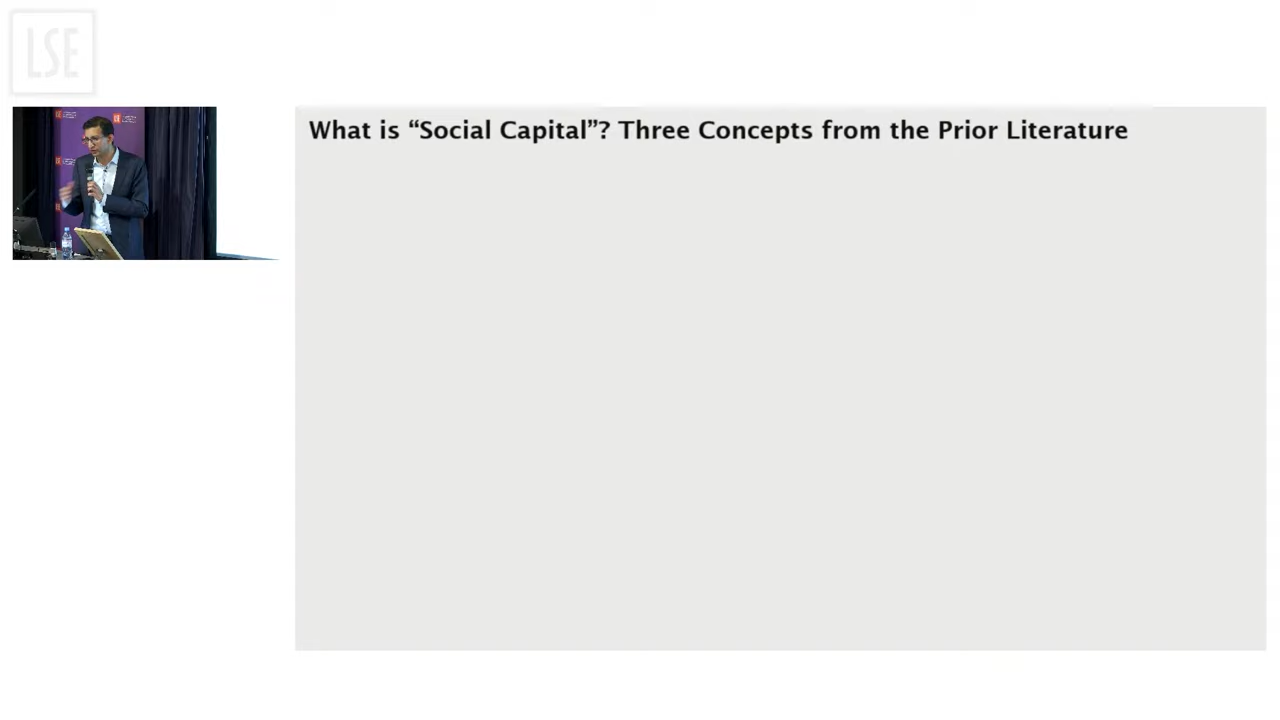 LSE
What is “Social Capital”? Three Concepts from the Prior Literature